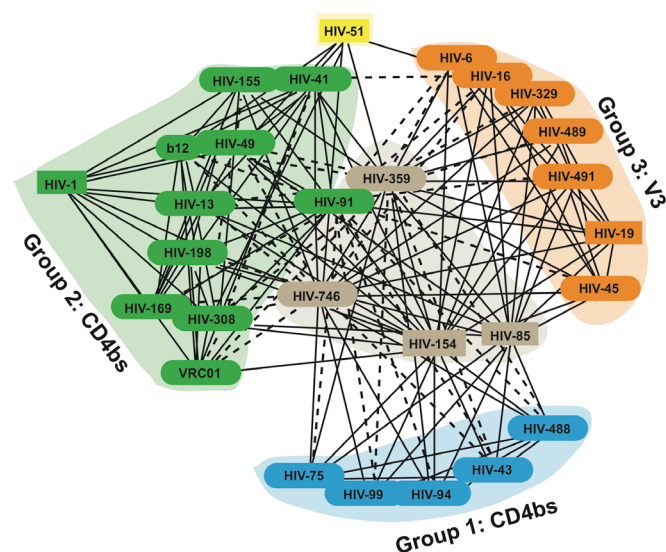 HIV-51
HIV-6
HIV-16
HIV-155
HIV-41
HIV-329
HIV-489
b12
HIV-49
HIV-359
HIV-491
HIV-1
HIV-13
HIV-91
HIV-19
HIV-198
HIV-45
HIV-746
HIV-169
HIV-308
HIV-154
HIV-85
VRC01
HIV-488
HIV-75
HIV-43
HIV-99
HIV-94
Group 2: CD4bs
Group 3: V3
Group 1: CD4bs